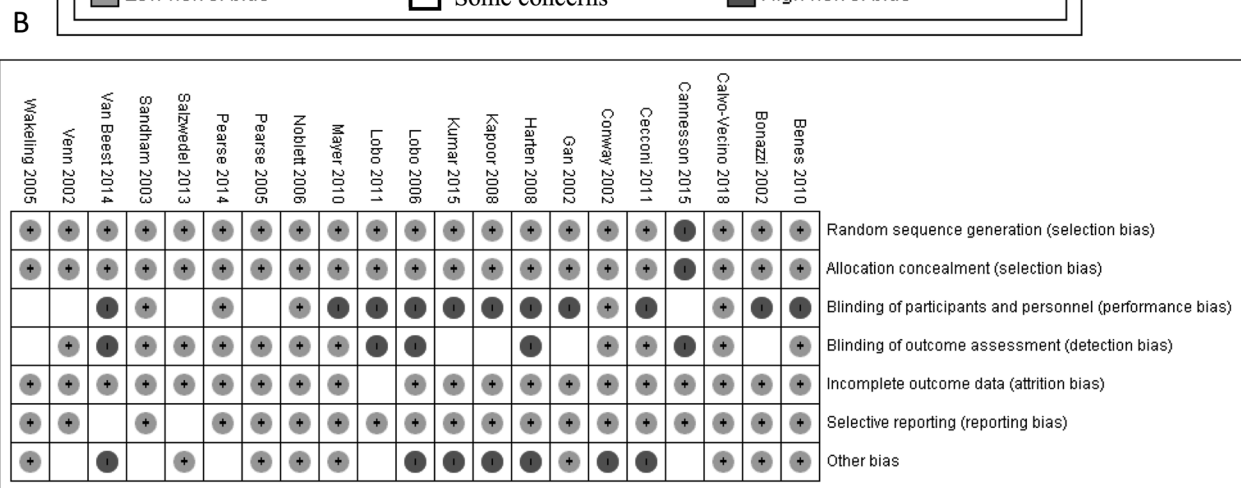 B
Some concerns
Wakeling 2005
Venn 2002
Van Beest 2014
Sandham 2003
Salzwedel 2013
Pearse 2014
Pearse 2005
Noblett 2006
Mayer 2010
Lobo 2011
Lobo 2006
Kumar 2015
Kapoor 2008
Harten 2008
Gan 2002
Conway 2002
Cecconi 2011
Cannesson 2015
Calvo-Vecino 2018
Bonazzi 2002
Benes 2010
+ + + + + + + + + + + + + + + + + - + + + Random sequence generation (selection bias)
+ + + + + + + + + + + + + + + + + - + + + Allocation concealment (selection bias)
- + + + - - - - - - - + - + - - Blinding of participants and personnel (performance bias)
+ - + + + + + + - - - + + - + + Blinding of outcome assessment (detection bias)
+ + + + + + + + + + + + + + + + + + + + Incomplete outcome data (attrition bias)
+ + + + + + + + + + + + + + + + + + + Selective reporting (reporting bias)
+ - + + + + - - - - + - - + + + Other bias